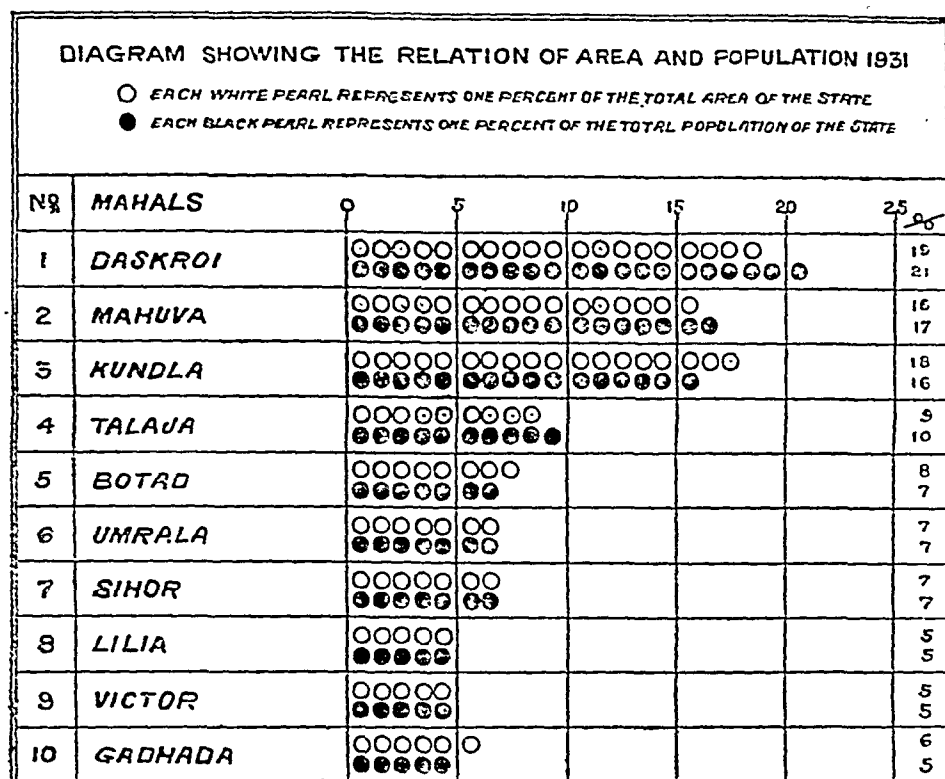 DIAGRAM SHOWING THE RELATION OF AREA AND POPULATION 1931
EACH WHITE PEARL REPRESENTS ONE PERCENT OF THE TOTAL AREA OF THE STATE
EACH BLACK PEARL REPRESENTS ONE PERCENT OF THE TOTAL POPULATION OF THE STATE
No MAHALS 0 5 10 15 20 25 %
1 DASKROI 19
21
2 MAHUVA 16
17
3 KUNDLA 18
16
4 TALAJA 9
10
5 BOTAD 8
7
6 UMRALA 7
7
7 SIHOR 7
7
8 LILIA 5
5
9 VICTOR 5
5
10 GADHADA 6
5